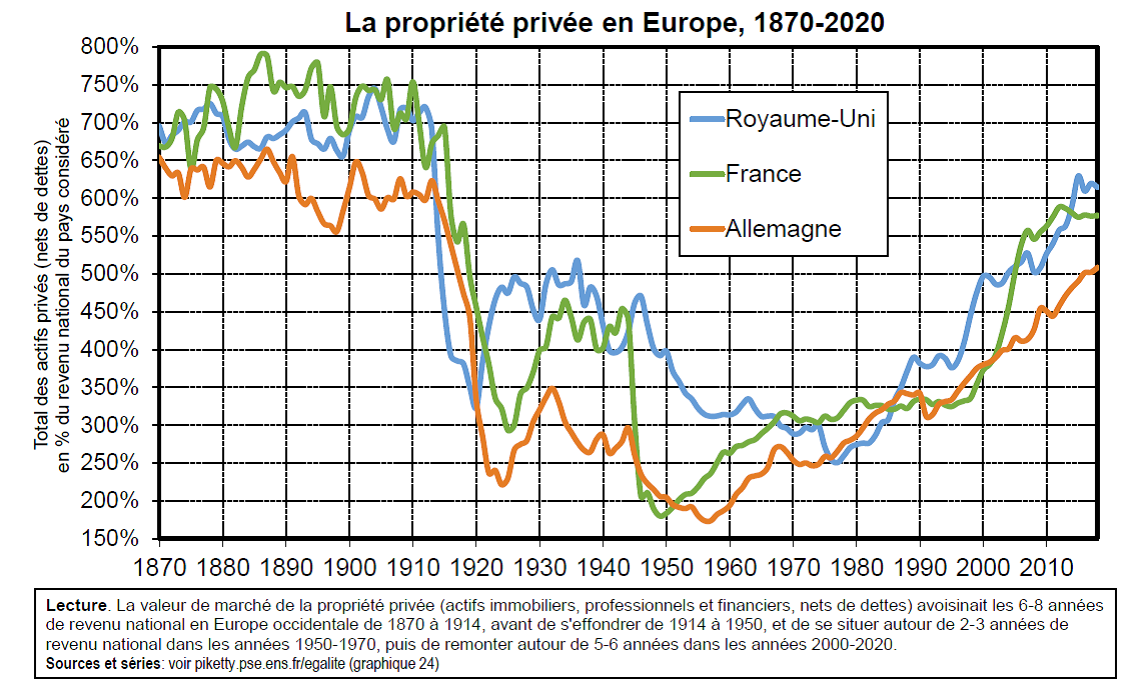 La propriété privée en Europe, 1870-2020
Total des actifs privés (nets de dettes)
en % du revenu national du pays considéré
800%
750%
700%
650%
600%
550%
500%
450%
400%
350%
300%
250%
200%
150%
Royaume-Uni
France
Allemagne
1870 1880 1890 1900 1910 1920 1930 1940 1950 1960 1970 1980 1990 2000 2010
Lecture. La valeur de marché de la propriété privée (actifs immobiliers, professionnels et financiers, nets de dettes) avoisinait les 6-8 années
de revenu national en Europe occidentale de 1870 à 1914, avant de s'effondrer de 1914 à 1950, et de se situer autour de 2-3 années de
revenu national dans les années 1950-1970, puis de remonter autour de 5-6 années dans les années 2000-2020.
Sources et séries: voir piketty.pse.ens.fr/egalite (graphique 24)